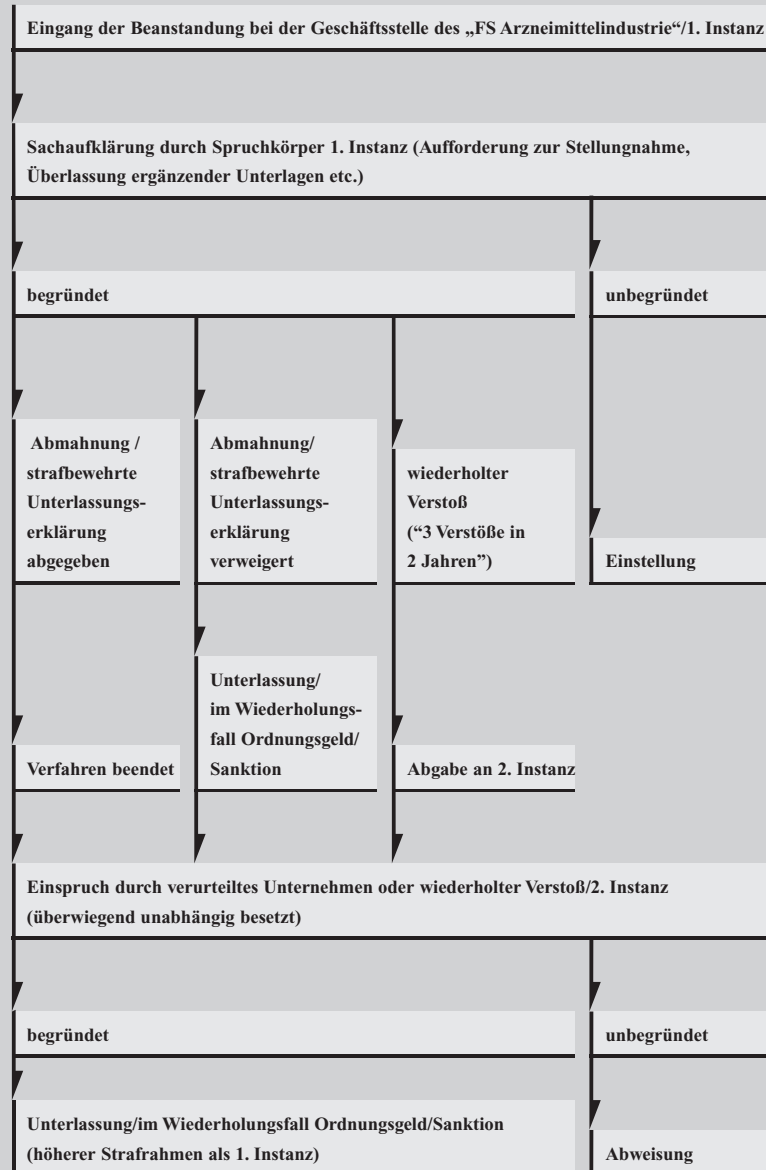 Eingang der Beanstandung bei der Geschäftsstelle des „FS Arzneimittelindustrie“/1. Instanz
Sachaufklärung durch Spruchkörper 1. Instanz (Aufforderung zur Stellungnahme,
Überlassung ergänzender Unterlagen etc.)
begründet
unbegründet
Abmahnung /
strafbewehrte
Unterlassungs-
erklärung
abgegeben
Abmahnung/
strafbewehrte
Unterlassungs-
erklärung
verweigert
wiederholter
Verstoß
(“3 Verstöße in
2 Jahren”)
Einstellung
Verfahren beendet
Unterlassung/
im Wiederholungs-
fall Ordnungsgeld/
Sanktion
Abgabe an 2. Instanz
Einspruch durch verurteiltes Unternehmen oder wiederholter Verstoß/2. Instanz
(überwiegend unabhängig besetzt)
begründet
unbegründet
Unterlassung/im Wiederholungsfall Ordnungsgeld/Sanktion
(höherer Strafrahmen als 1. Instanz)
Abweisung